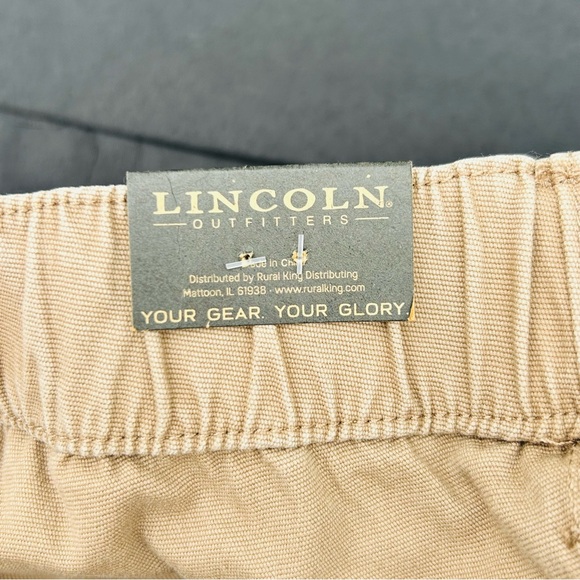 LINCOLN®
OUTFITTERS
in
Distributed by Rural King Distributing
Mattoon, IL 61938 • www.ruralking.com
YOUR GEAR. YOUR GLORY.